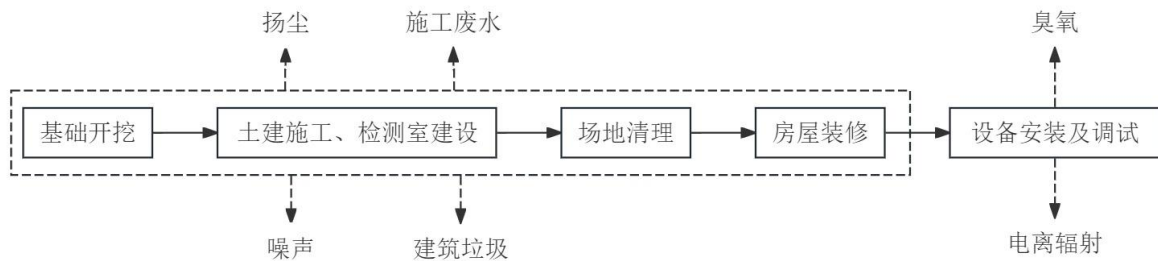 扬尘 施工废水 臭氧
基础开挖 土建施工、检测室建设 场地清理 房屋装修 设备安装及调试
噪声 建筑垃圾 电离辐射